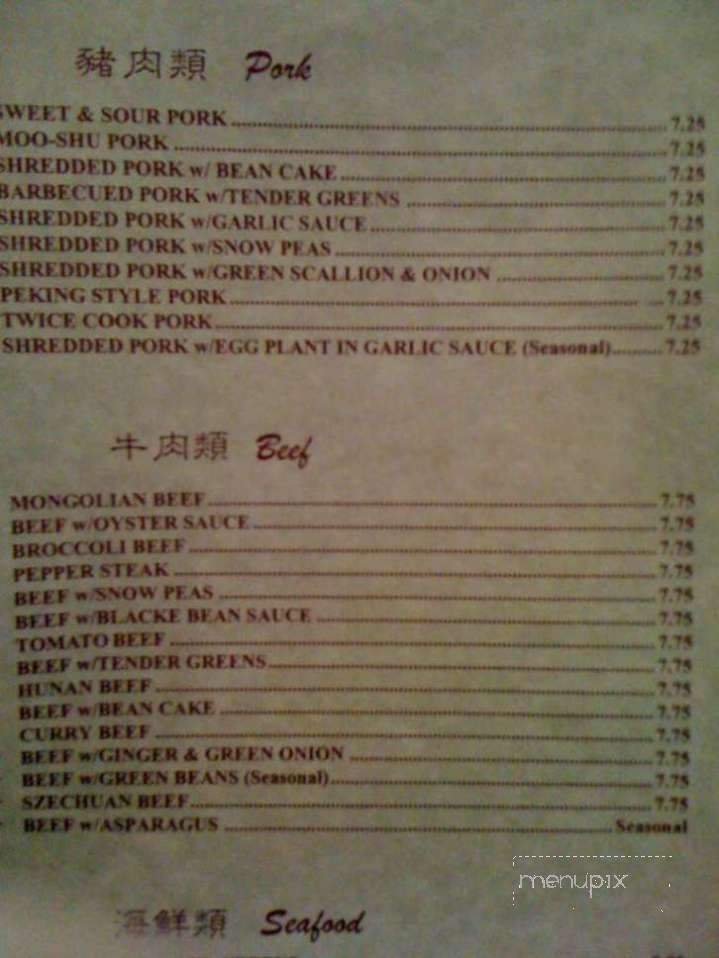 豬肉類 Pork
SWEET & SOUR PORK 7.25
MOO-SHU PORK 7.25
SHREDDED PORK w/ BEAN CAKE 7.25
BARBECUED PORK w/TENDER GREENS 7.25
SHREDDED PORK w/GARLIC SAUCE 7.25
SHREDDED PORK w/SNOW PEAS 7.25
SHREDDED PORK w/GREEN SCALLION & ONION 7.25
PEKING STYLE PORK 7.25
TWICE COOK PORK 7.25
SHREDDED PORK w/EGG PLANT IN GARLIC SAUCE (Seasonal) 7.25
牛肉類 Beef
MONGOLIAN BEEF 7.75
BEEF w/OYSTER SAUCE 7.75
BROCCOLI BEEF 7.75
PEPPER STEAK 7.75
BEEF w/SNOW PEAS 7.75
BEEF w/BLACKE BEAN SAUCE 7.75
TOMATO BEEF 7.75
BEEF w/TENDER GREENS 7.75
HUNAN BEEF 7.75
BEEF w/BEAN CAKE 7.75
CURRY BEEF 7.75
BEEF w/GINGER & GREEN ONION 7.75
BEEF w/GREEN BEANS (Seasonal) 7.75
SZECHUAN BEEF 7.75
BEEF w/ASPARAGUS Seasonal
menupix
海鮮類 Seafood